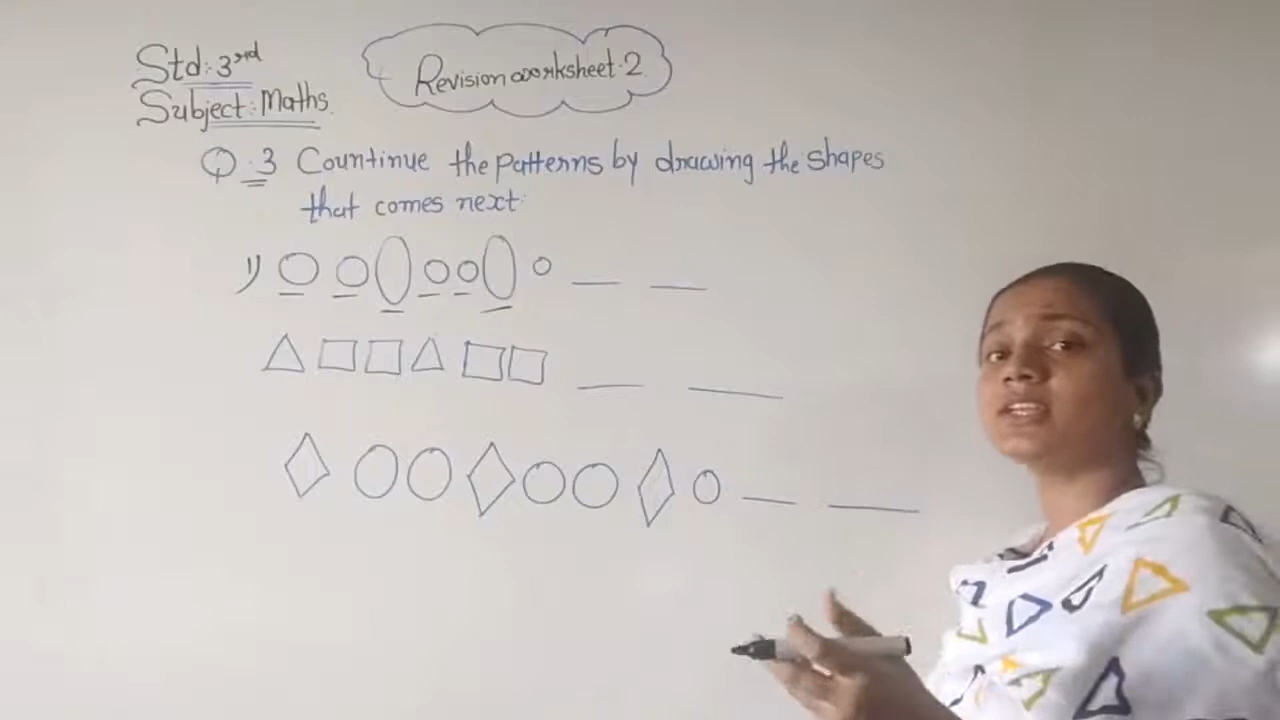 Std: 3rd
Revision worksheet-2
Subject: Maths.
Q.3 Countinue the patterns by drawing the shapes
that comes next.
1)